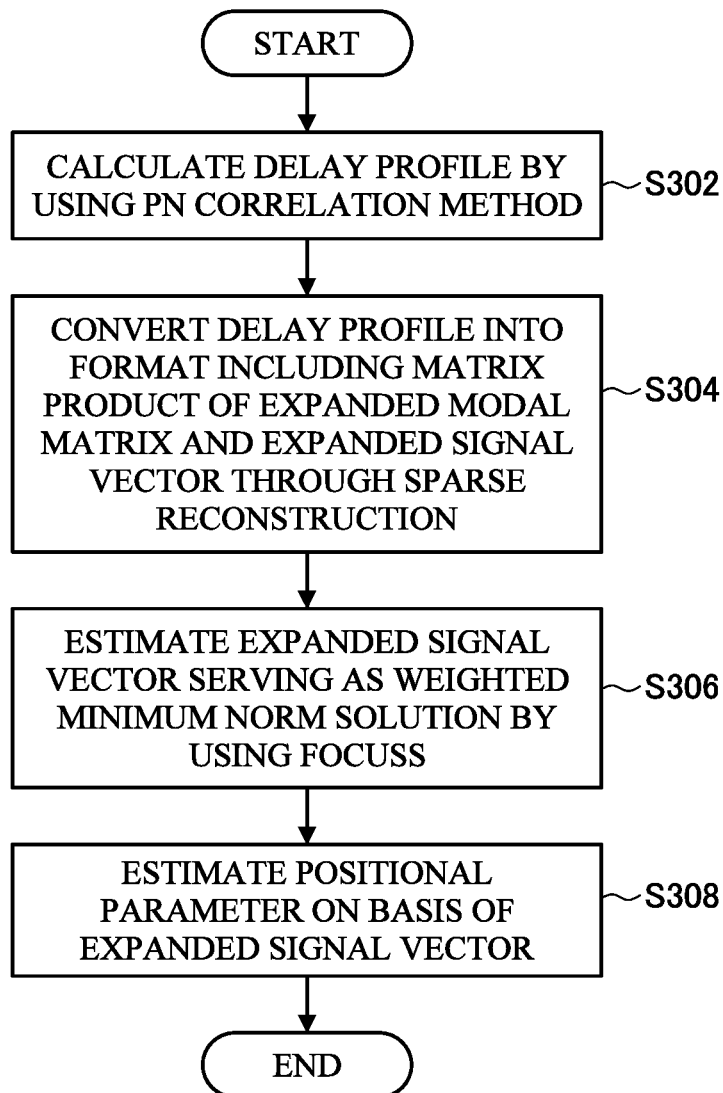 START
CALCULATE DELAY PROFILE BY
USING PN CORRELATION METHOD
S302
CONVERT DELAY PROFILE INTO
FORMAT INCLUDING MATRIX
PRODUCT OF EXPANDED MODAL
MATRIX AND EXPANDED SIGNAL
VECTOR THROUGH SPARSE
RECONSTRUCTION
S304
ESTIMATE EXPANDED SIGNAL
VECTOR SERVING AS WEIGHTED
MINIMUM NORM SOLUTION BY
USING FOCUSS
S306
ESTIMATE POSITIONAL
PARAMETER ON BASIS OF
EXPANDED SIGNAL VECTOR
S308
END